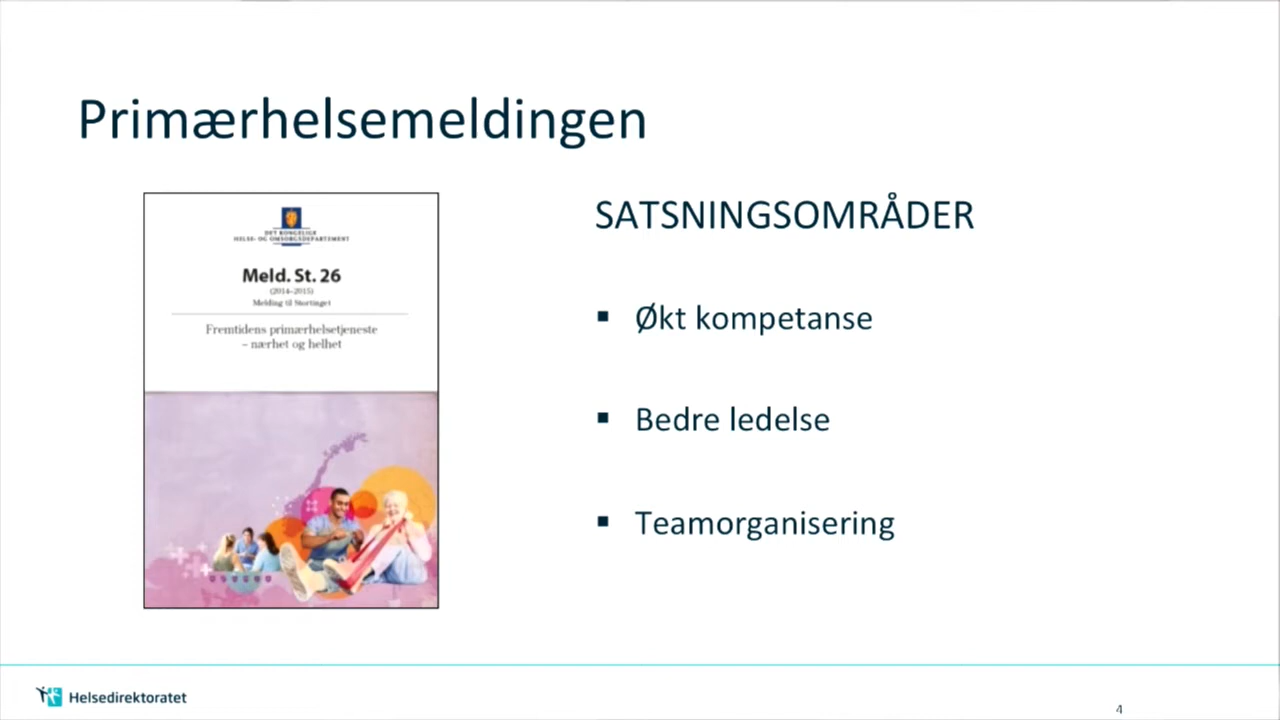 Primærhelsemeldingen
DET KONGELIGE
HELSE- OG OMSORGSDEPARTEMENT
Meld. St. 26
(2014–2015)
Melding til Stortinget
Fremtidens primærhelsetjeneste
– nærhet og helhet
SATSNINGSOMRÅDER
▪ Økt kompetanse
▪ Bedre ledelse
▪ Teamorganisering
Helsedirektoratet
4